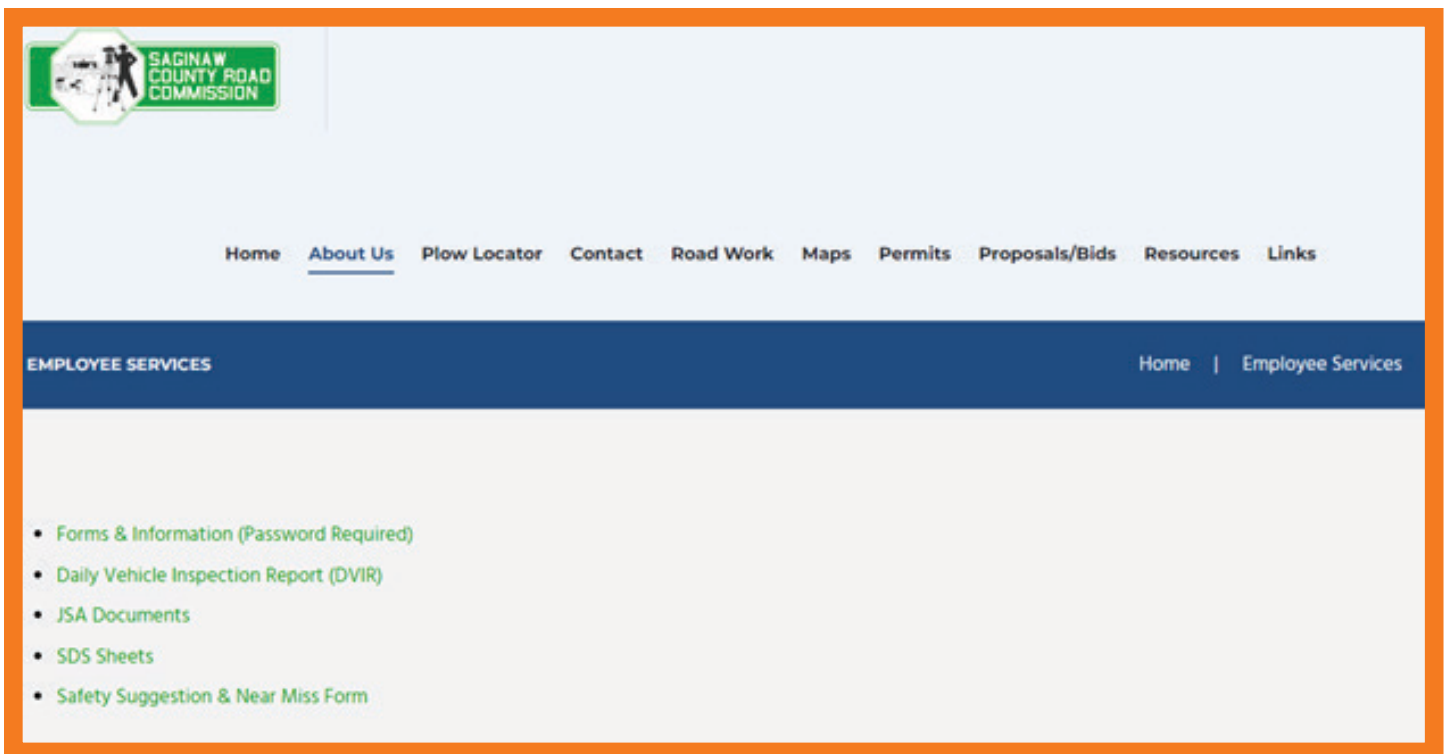 SAGINAW
COUNTY ROAD
COMMISSION
Home About Us Plow Locator Contact Road Work Maps Permits Proposals/Bids Resources Links
EMPLOYEE SERVICES Home | Employee Services
• Forms & Information (Password Required)
• Daily Vehicle Inspection Report (DVIR)
• JSA Documents
• SDS Sheets
• Safety Suggestion & Near Miss Form